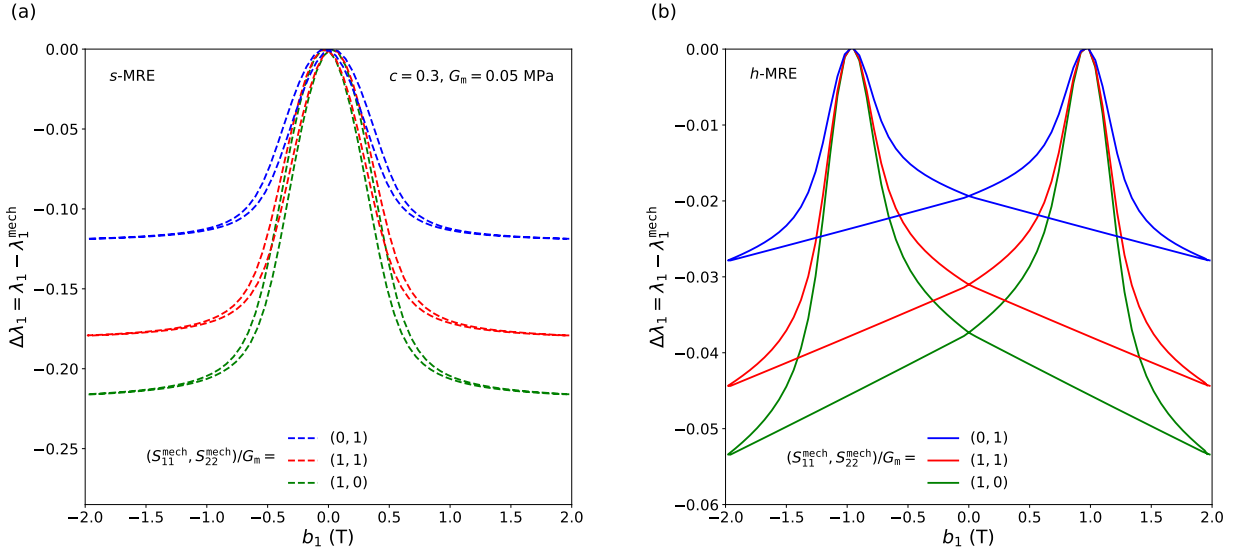 (a)
s-MRE
c = 0.3, G_m = 0.05 MPa
0.00
−0.05
−0.10
−0.15
−0.20
−0.25
Δλ_1 = λ_1 − λ_1^mech
(S_11^mech, S_22^mech)/G_m =
(0, 1)
(1, 1)
(1, 0)
−2.0 −1.5 −1.0 −0.5 0.0 0.5 1.0 1.5 2.0
b_1 (T)
(b)
h-MRE
0.00
−0.01
−0.02
−0.03
−0.04
−0.05
−0.06
Δλ_1 = λ_1 − λ_1^mech
(S_11^mech, S_22^mech)/G_m =
(0, 1)
(1, 1)
(1, 0)
−2.0 −1.5 −1.0 −0.5 0.0 0.5 1.0 1.5 2.0
b_1 (T)